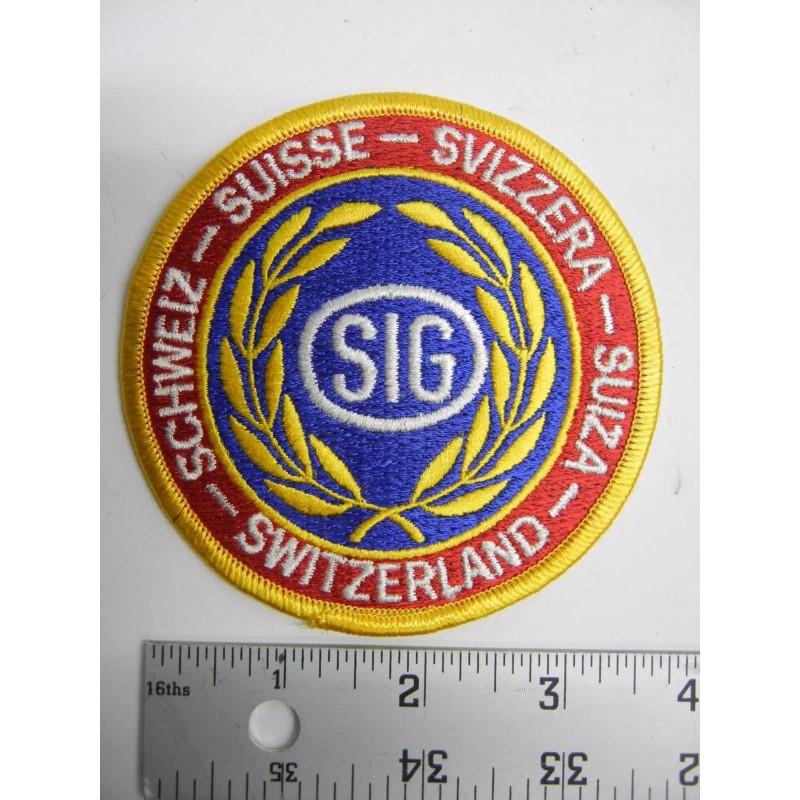 SCHWEIZ – SUISSE – SVIZZERA – SUIZA – SWITZERLAND –
SIG
16ths 1 2 3 4
35 34 33 2